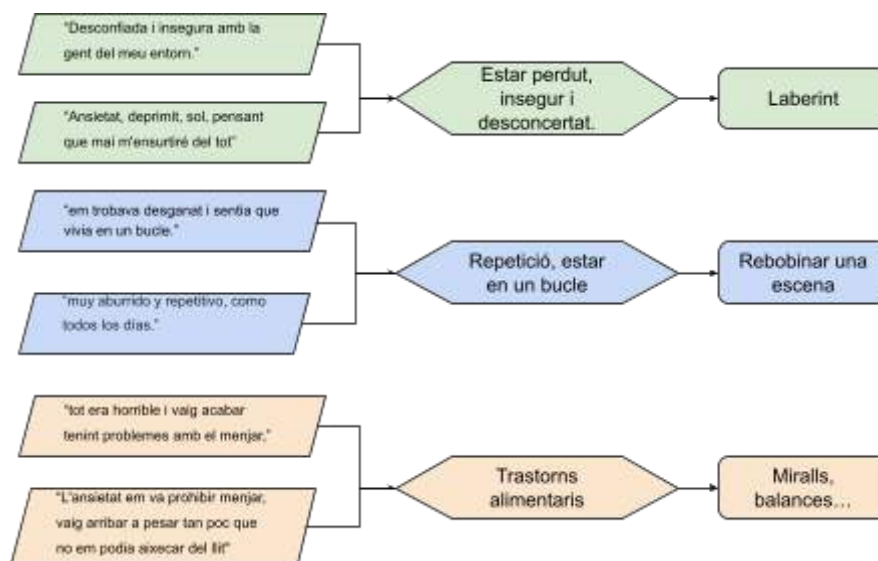 "Desconfiada i insegura amb la
gent del meu entorn."
"Ansietat, deprimit, sol, pensant
que mai m'ensurtiré del tot"
Estar perdut,
insegur i
desconcertat.
Laberint
"em trobava desganat i sentia que
vivia en un bucle."
"muy aburrido y repetitivo, como
todos los días."
Repetició, estar
en un bucle
Rebobinar una
escena
"tot era horrible i vaig acabar
tenint problemes amb el menjar,"
"L'ansietat em va prohibir menjar,
vaig arribar a pesar tan poc que
no em podia aixecar del llit"
Trastorns
alimentaris
Miralls,
balances...